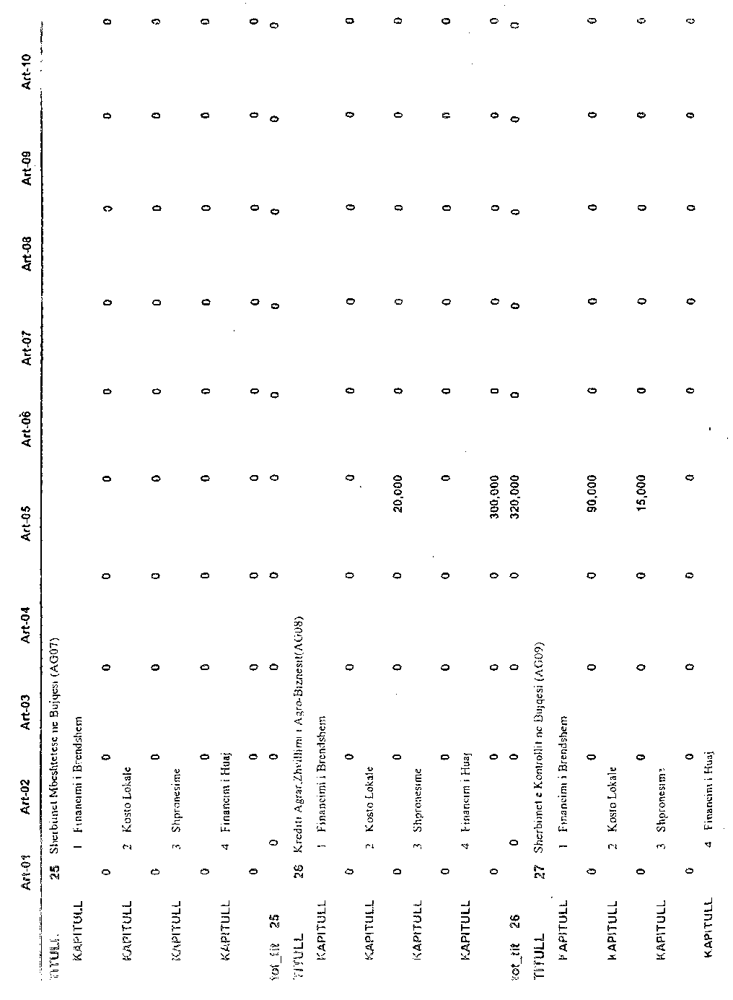 Art-01 Art-02 Art-03 Art-04 Art-05 Art-06 Art-07 Art-08 Art-09 Art-10
TITULL 25 Sherbimet Mbeshtetese ne Bujqesi (AG07)
KAPITULL 1 Financimi i Brendshem
0 0 0 0 0 0 0 0 0 0
KAPITULL 2 Kosto Lokale
0 0 0 0 0 0 0 0 0 0
KAPITULL 3 Shpronesime
0 0 0 0 0 0 0 0 0 0
KAPITULL 4 Financimi i Huaj
0 0 0 0 0 0 0 0 0 0
tot_tit 25 0 0 0 0 0 0 0 0 0 0
TITULL 26 Krediti Agrar,Zhvillimi i Agro-Biznesit(AG08)
KAPITULL 1 Financimi i Brendshem
0 0 0 0 0 0 0 0 0 0
KAPITULL 2 Kosto Lokale
0 0 0 0 20,000 0 0 0 0 0
KAPITULL 3 Shpronesime
0 0 0 0 0 0 0 0 0 0
KAPITULL 4 Financimi i Huaj
0 0 0 0 300,000 0 0 0 0 0
tot_tit 26 0 0 0 0 320,000 0 0 0 0 0
TITULL 27 Sherbimet e Kontrollit ne Bujqesi (AG09)
KAPITULL 1 Financimi i Brendshem
0 0 0 0 90,000 0 0 0 0 0
KAPITULL 2 Kosto Lokale
0 0 0 0 15,000 0 0 0 0 0
KAPITULL 3 Shpronesime
0 0 0 0 0 0 0 0 0 0
KAPITULL 4 Financimi i Huaj